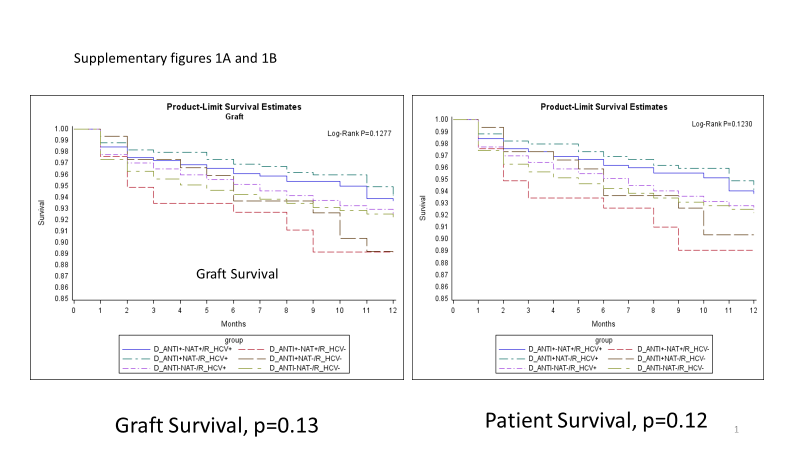 Supplementary figures 1A and 1B
Product-Limit Survival Estimates
Graft
Log-Rank P=0.1277
1.00
0.99
0.98
0.97
0.96
0.95
0.94
0.93
0.92
0.91
0.90
0.89
0.88
0.87
0.86
0.85
Survival
Graft Survival
0 1 2 3 4 5 6 7 8 9 10 11 12
Months
group
D_ANTI+-NAT+/R_HCV+ D_ANTI+-NAT+/R_HCV-
D_ANTI+NAT-/R_HCV+ D_ANTI+NAT-/R_HCV-
D_ANTI-NAT-/R_HCV+ D_ANTI-NAT-/R_HCV-
Graft Survival, p=0.13
Product-Limit Survival Estimates
Log-Rank P=0.1230
1.00
0.99
0.98
0.97
0.96
0.95
0.94
0.93
0.92
0.91
0.90
0.89
0.88
0.87
0.86
0.85
Survival
0 1 2 3 4 5 6 7 8 9 10 11 12
Months
group
D_ANTI+-NAT+/R_HCV+ D_ANTI+-NAT+/R_HCV-
D_ANTI+NAT-/R_HCV+ D_ANTI+NAT-/R_HCV-
D_ANTI-NAT-/R_HCV+ D_ANTI-NAT-/R_HCV-
Patient Survival, p=0.12
1